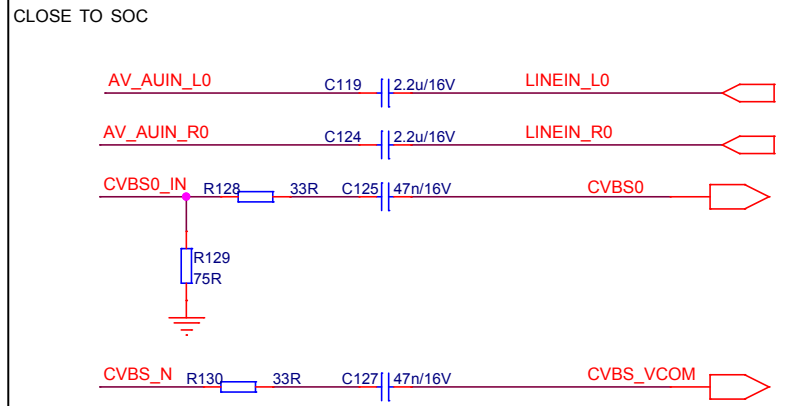 CLOSE TO SOC
AV_AUIN_L0 C119 2.2u/16V LINEIN_L0
AV_AUIN_R0 C124 2.2u/16V LINEIN_R0
CVBS0_IN R128 33R C125 47n/16V CVBS0
R129
75R
CVBS_N R130 33R C127 47n/16V CVBS_VCOM